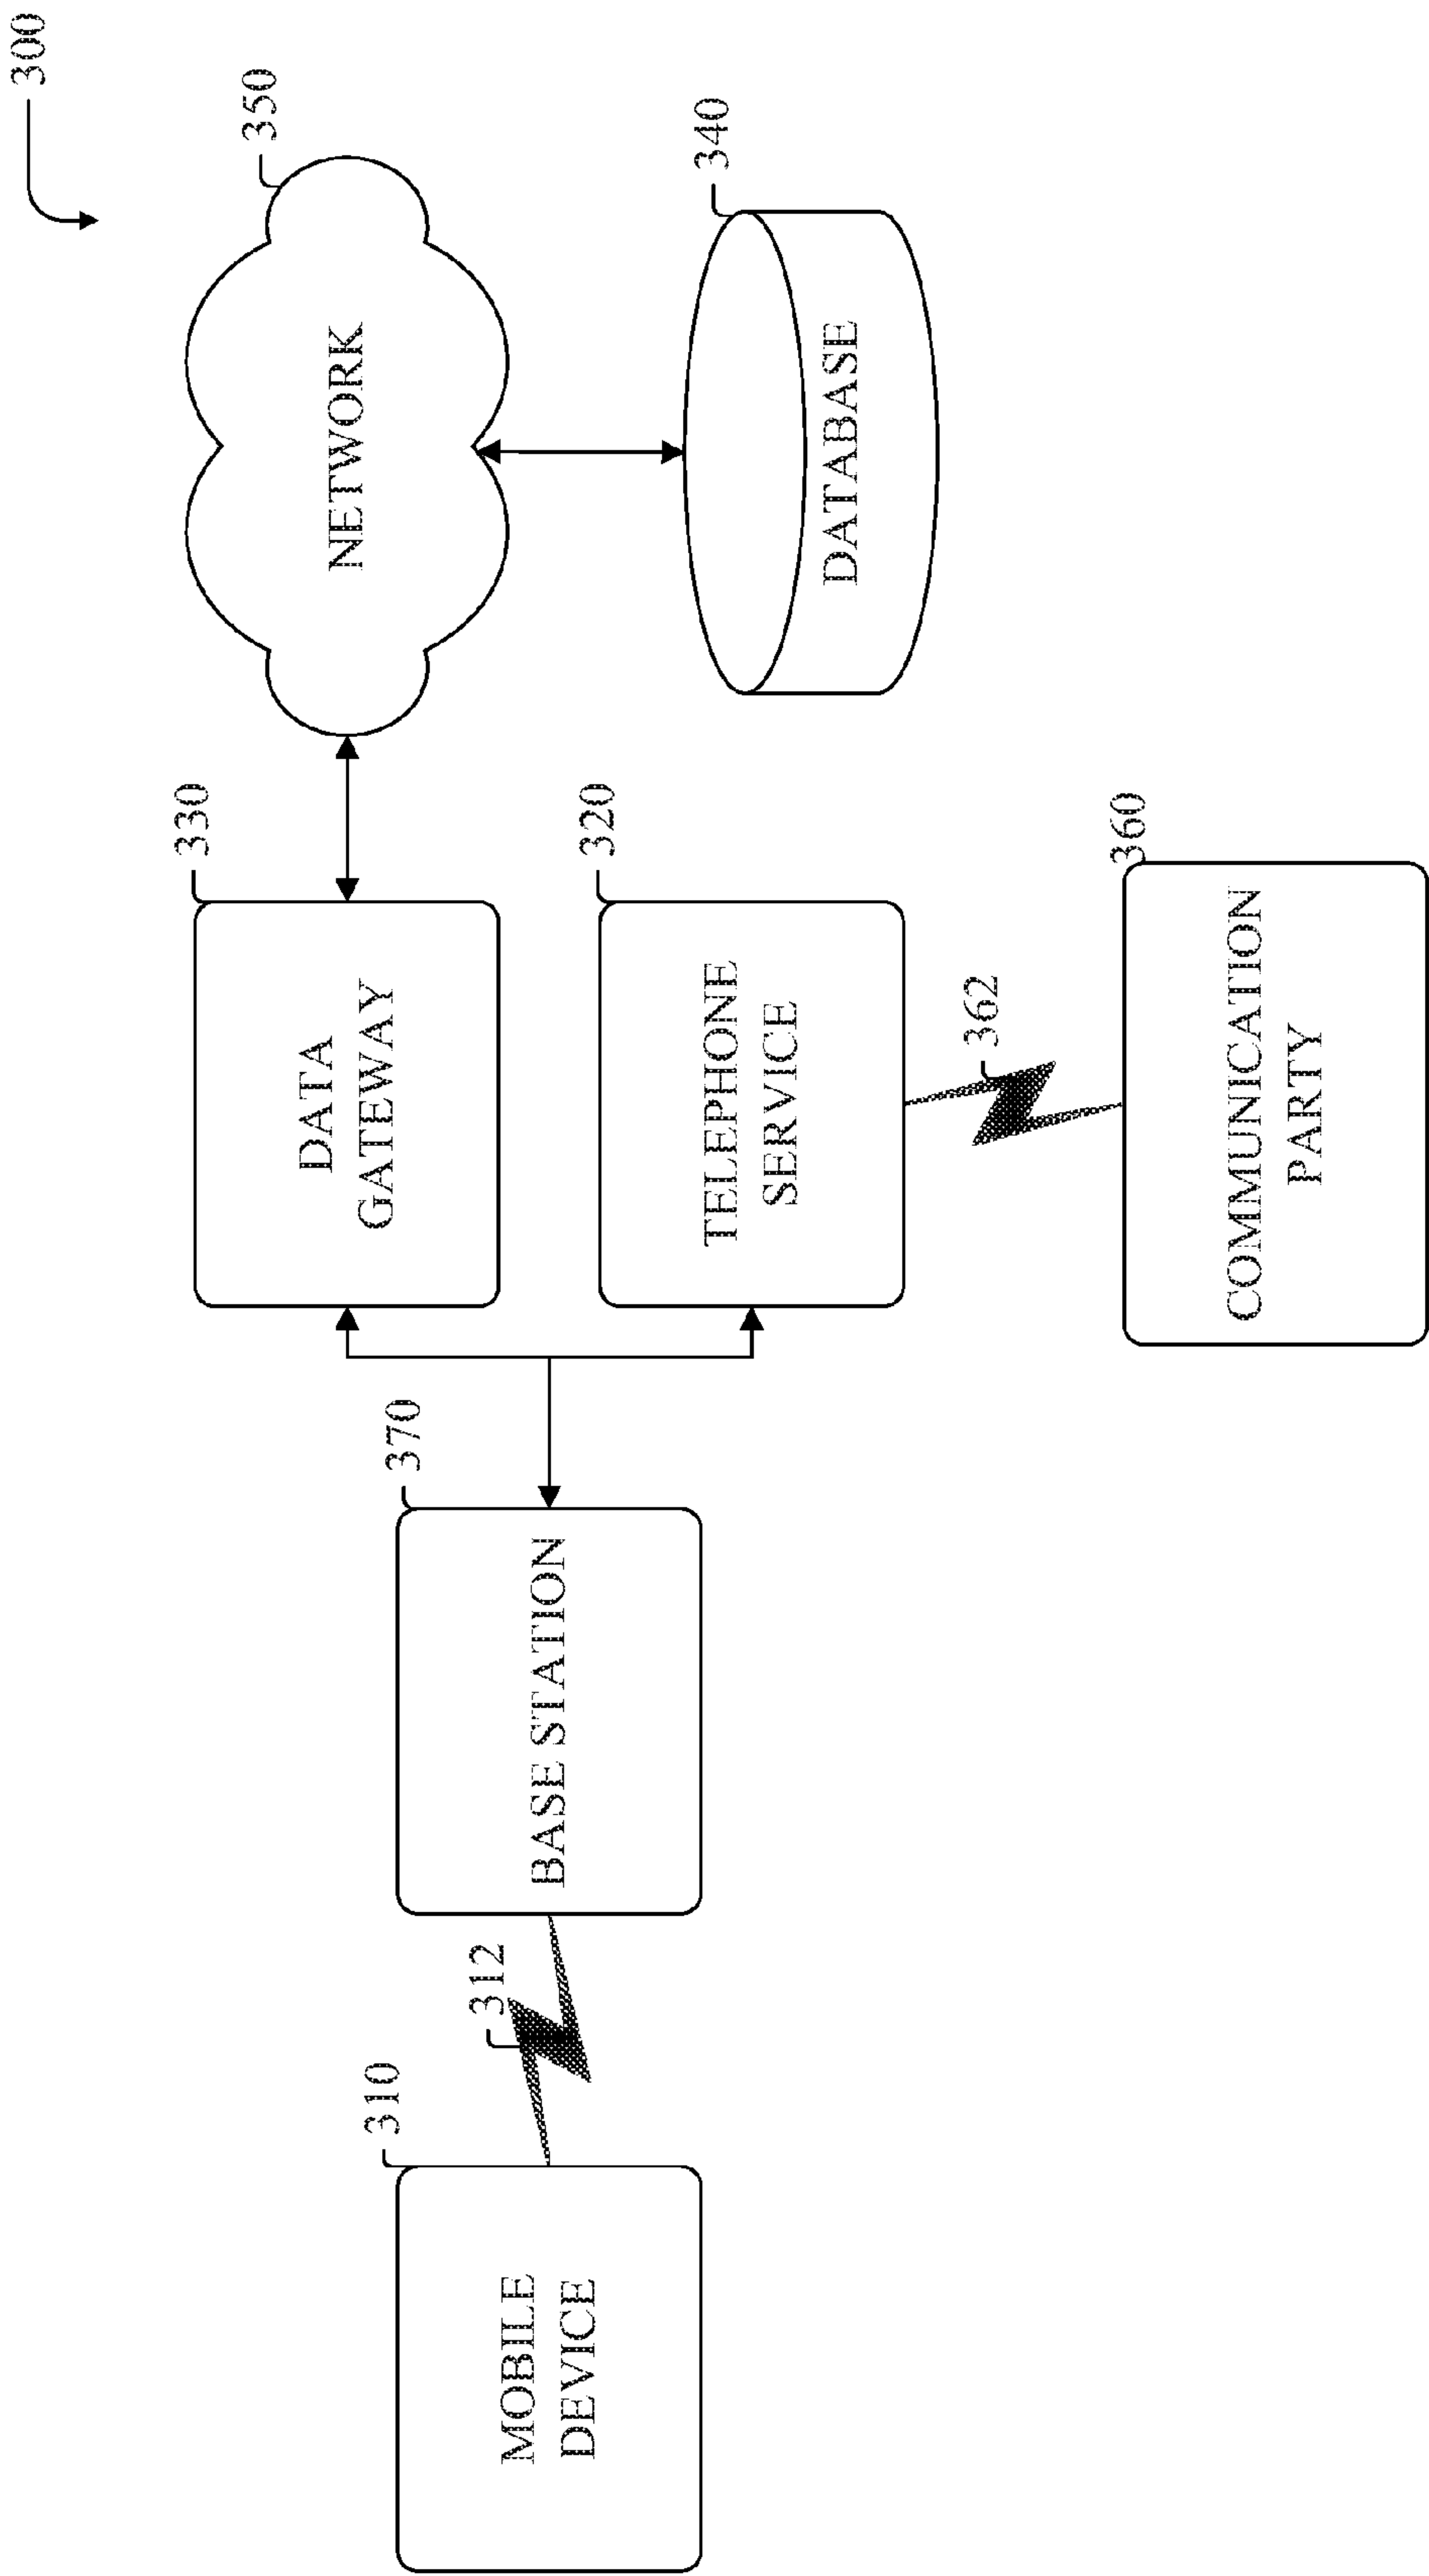 300
350
NETWORK
340
DATABASE
330
DATA
GATEWAY
320
TELEPHONE
SERVICE
362
360
COMMUNICATION
PARTY
370
BASE STATION
312
310
MOBILE
DEVICE